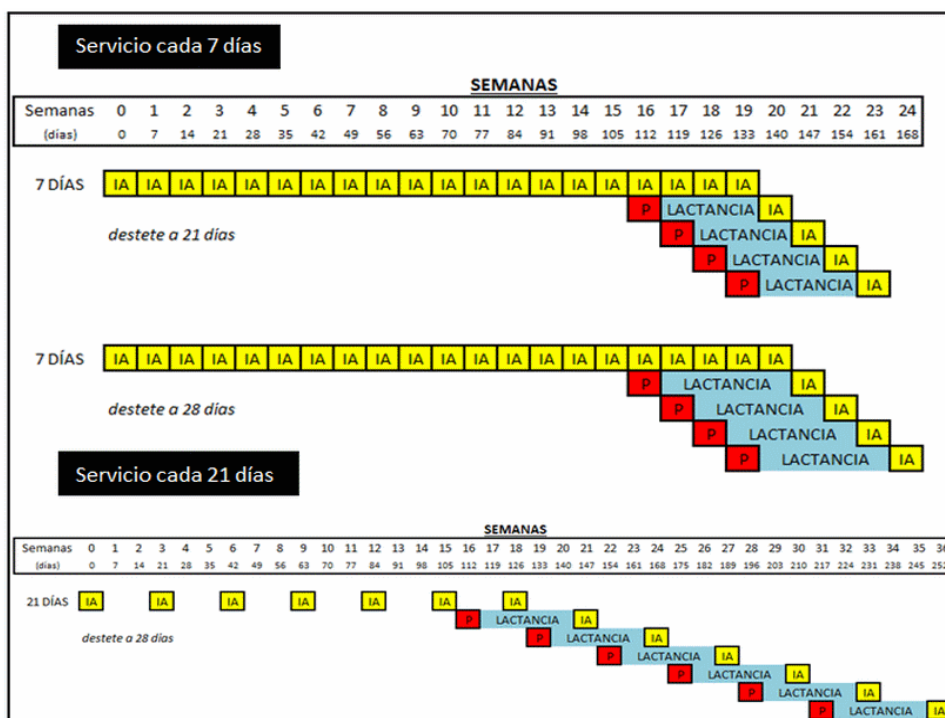 Servicio cada 7 días
SEMANAS
Semanas 0 1 2 3 4 5 6 7 8 9 10 11 12 13 14 15 16 17 18 19 20 21 22 23 24
(días) 0 7 14 21 28 35 42 49 56 63 70 77 84 91 98 105 112 119 126 133 140 147 154 161 168
7 DÍAS IA IA IA IA IA IA IA IA IA IA IA IA IA IA IA IA IA IA IA IA
P LACTANCIA IA
destete a 21 días P LACTANCIA IA
P LACTANCIA IA
P LACTANCIA IA
7 DÍAS IA IA IA IA IA IA IA IA IA IA IA IA IA IA IA IA IA IA IA IA IA
P LACTANCIA IA
destete a 28 días P LACTANCIA IA
P LACTANCIA IA
P LACTANCIA IA
Servicio cada 21 días
SEMANAS
Semanas 0 1 2 3 4 5 6 7 8 9 10 11 12 13 14 15 16 17 18 19 20 21 22 23 24 25 26 27 28 29 30 31 32 33 34 35 36
(días) 0 7 14 21 28 35 42 49 56 63 70 77 84 91 98 105 112 119 126 133 140 147 154 161 168 175 182 189 196 203 210 217 224 231 238 245 252
21 DÍAS IA IA IA IA IA IA IA
P LACTANCIA IA
destete a 28 días P LACTANCIA IA
P LACTANCIA IA
P LACTANCIA IA
P LACTANCIA IA
P LACTANCIA IA